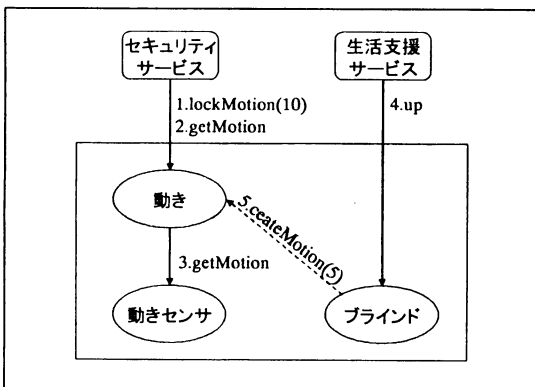 セキュリティ
サービス
生活支援
サービス
1.lockMotion(10)
2.getMotion
4.up
動き
5.ceateMotion(5)
3.getMotion
動きセンサ
ブラインド